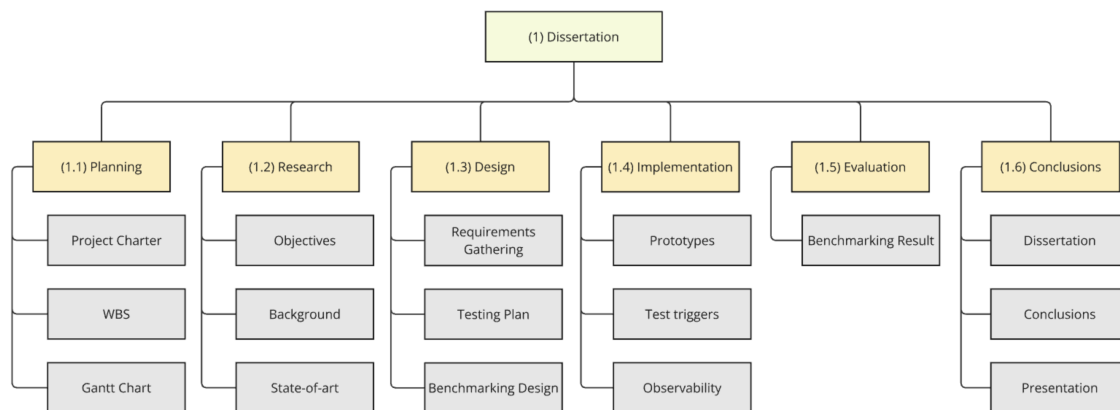 (1) Dissertation
(1.1) Planning
(1.2) Research
(1.3) Design
(1.4) Implementation
(1.5) Evaluation
(1.6) Conclusions
Project Charter
Objectives
Requirements
Gathering
Prototypes
Benchmarking Result
Dissertation
WBS
Background
Testing Plan
Test triggers
Conclusions
Gantt Chart
State-of-art
Benchmarking Design
Observability
Presentation